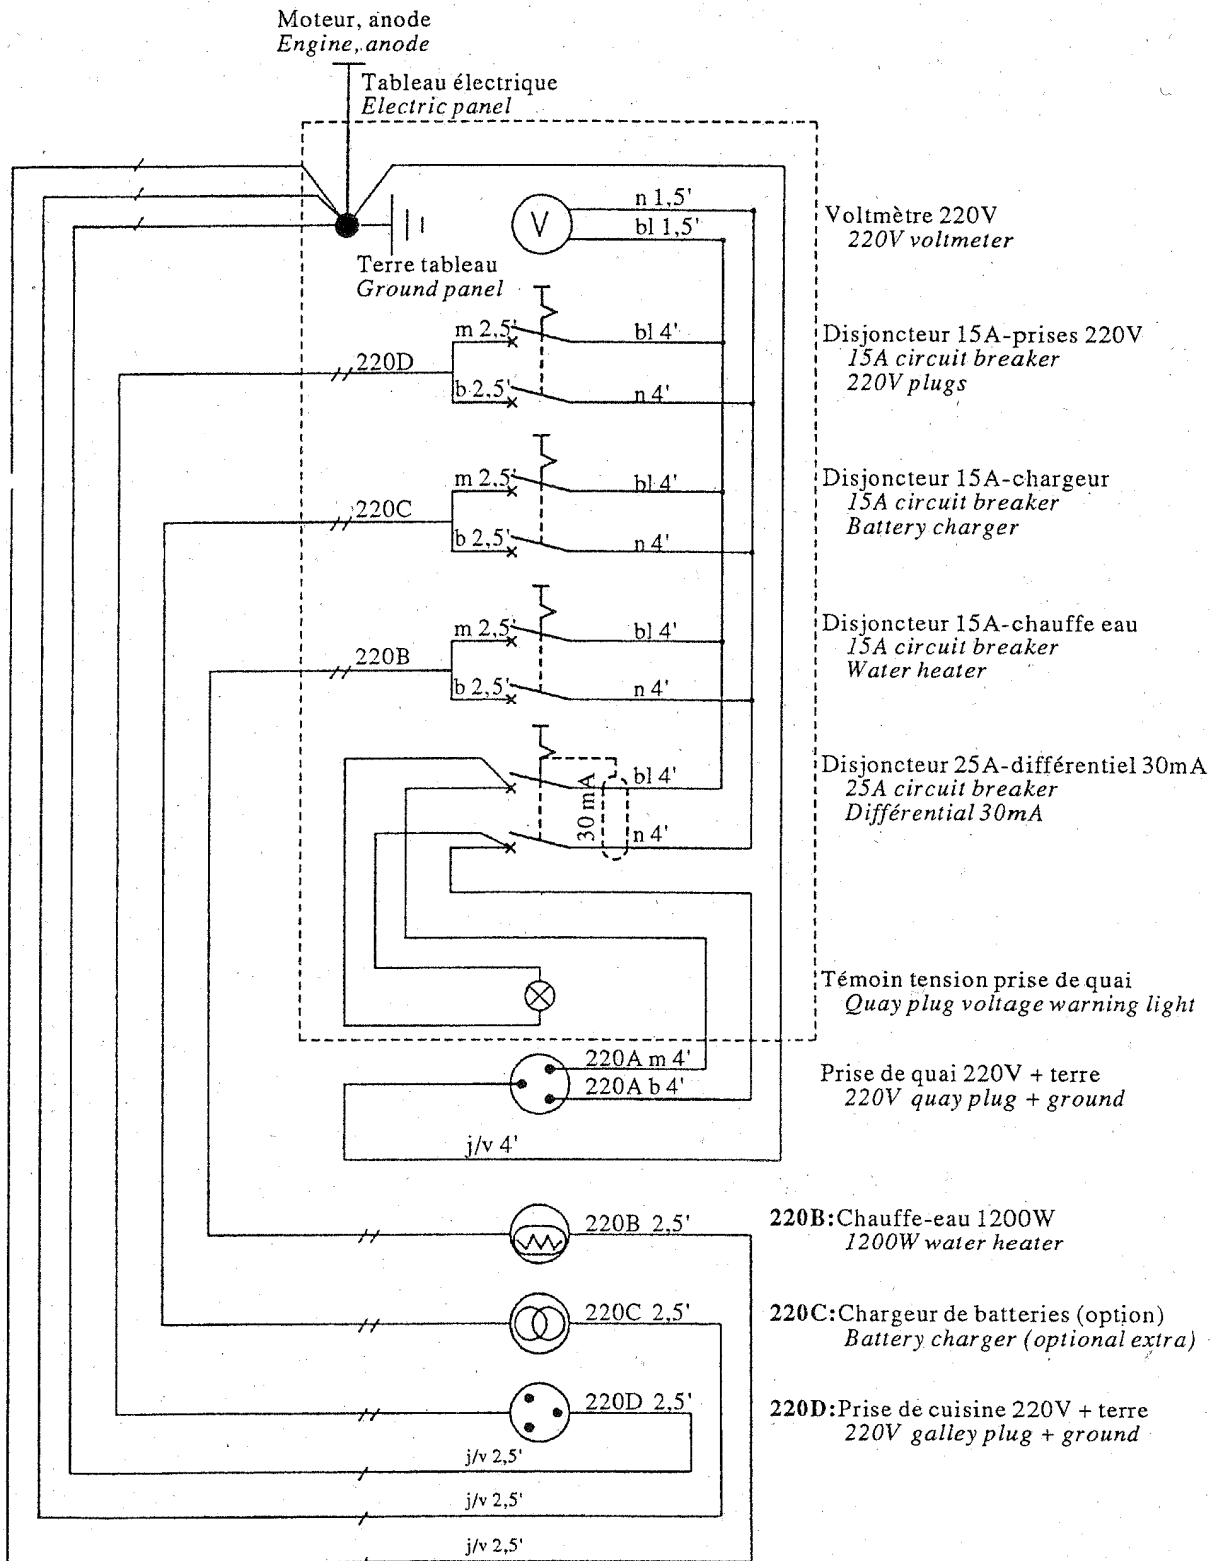 Moteur, anode
Engine, anode
Tableau électrique
Electric panel
n 1,5'
bl 1,5'
V
Voltmètre 220V
220V voltmeter
Terre tableau
Ground panel
m 2,5'
bl 4'
220D
b 2,5'
n 4'
Disjoncteur 15A-prises 220V
15A circuit breaker
220V plugs
m 2,5'
bl 4'
220C
b 2,5'
n 4'
Disjoncteur 15A-chargeur
15A circuit breaker
Battery charger
m 2,5'
bl 4'
220B
b 2,5'
n 4'
Disjoncteur 15A-chauffe eau
15A circuit breaker
Water heater
bl 4'
30 mA
n 4'
Disjoncteur 25A-différentiel 30mA
25A circuit breaker
Différential 30mA
Témoin tension prise de quai
Quay plug voltage warning light
220A m 4'
220A b 4'
Prise de quai 220V + terre
220V quay plug + ground
j/v 4'
220B 2,5'
220B:Chauffe-eau 1200W
1200W water heater
220C 2,5'
220C:Chargeur de batteries (option)
Battery charger (optional extra)
220D 2,5'
220D:Prise de cuisine 220V + terre
220V galley plug + ground
j/v 2,5'
j/v 2,5'
j/v 2,5'